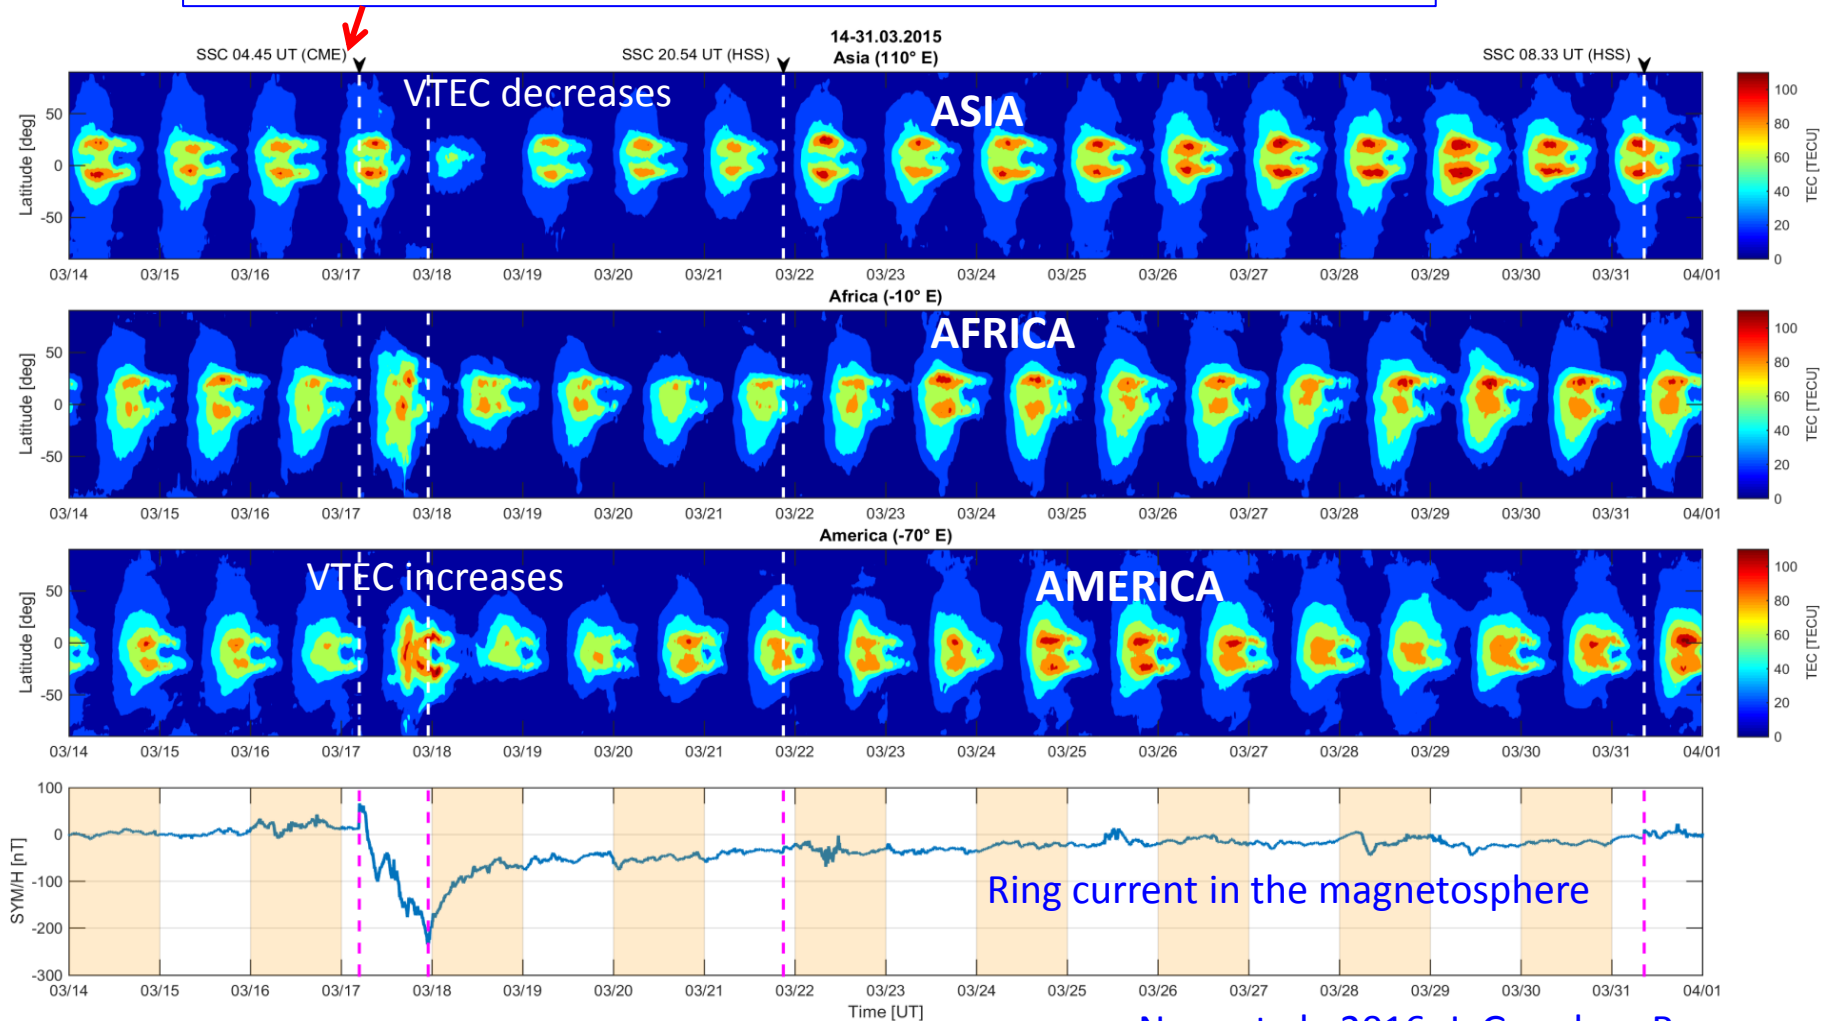 14-31.03.2015
SSC 04.45 UT (CME)
SSC 20.54 UT (HSS)
Asia (110° E)
SSC 08.33 UT (HSS)
VTEC decreases
ASIA
Latitude [deg]
50
0
-50
03/14 03/15 03/16 03/17 03/18 03/19 03/20 03/21 03/22 03/23 03/24 03/25 03/26 03/27 03/28 03/29 03/30 03/31 04/01
100
80
60
40
20
0
TEC [TECU]
Africa (-10° E)
AFRICA
Latitude [deg]
50
0
-50
03/14 03/15 03/16 03/17 03/18 03/19 03/20 03/21 03/22 03/23 03/24 03/25 03/26 03/27 03/28 03/29 03/30 03/31 04/01
100
80
60
40
20
0
TEC [TECU]
America (-70° E)
VTEC increases
AMERICA
Latitude [deg]
50
0
-50
03/14 03/15 03/16 03/17 03/18 03/19 03/20 03/21 03/22 03/23 03/24 03/25 03/26 03/27 03/28 03/29 03/30 03/31 04/01
100
80
60
40
20
0
TEC [TECU]
SYM/H [nT]
100
0
-100
-200
-300
Ring current in the magnetosphere
03/14 03/15 03/16 03/17 03/18 03/19 03/20 03/21 03/22 03/23 03/24 03/25 03/26 03/27 03/28 03/29 03/30 03/31 04/01
Time [UT]
2016